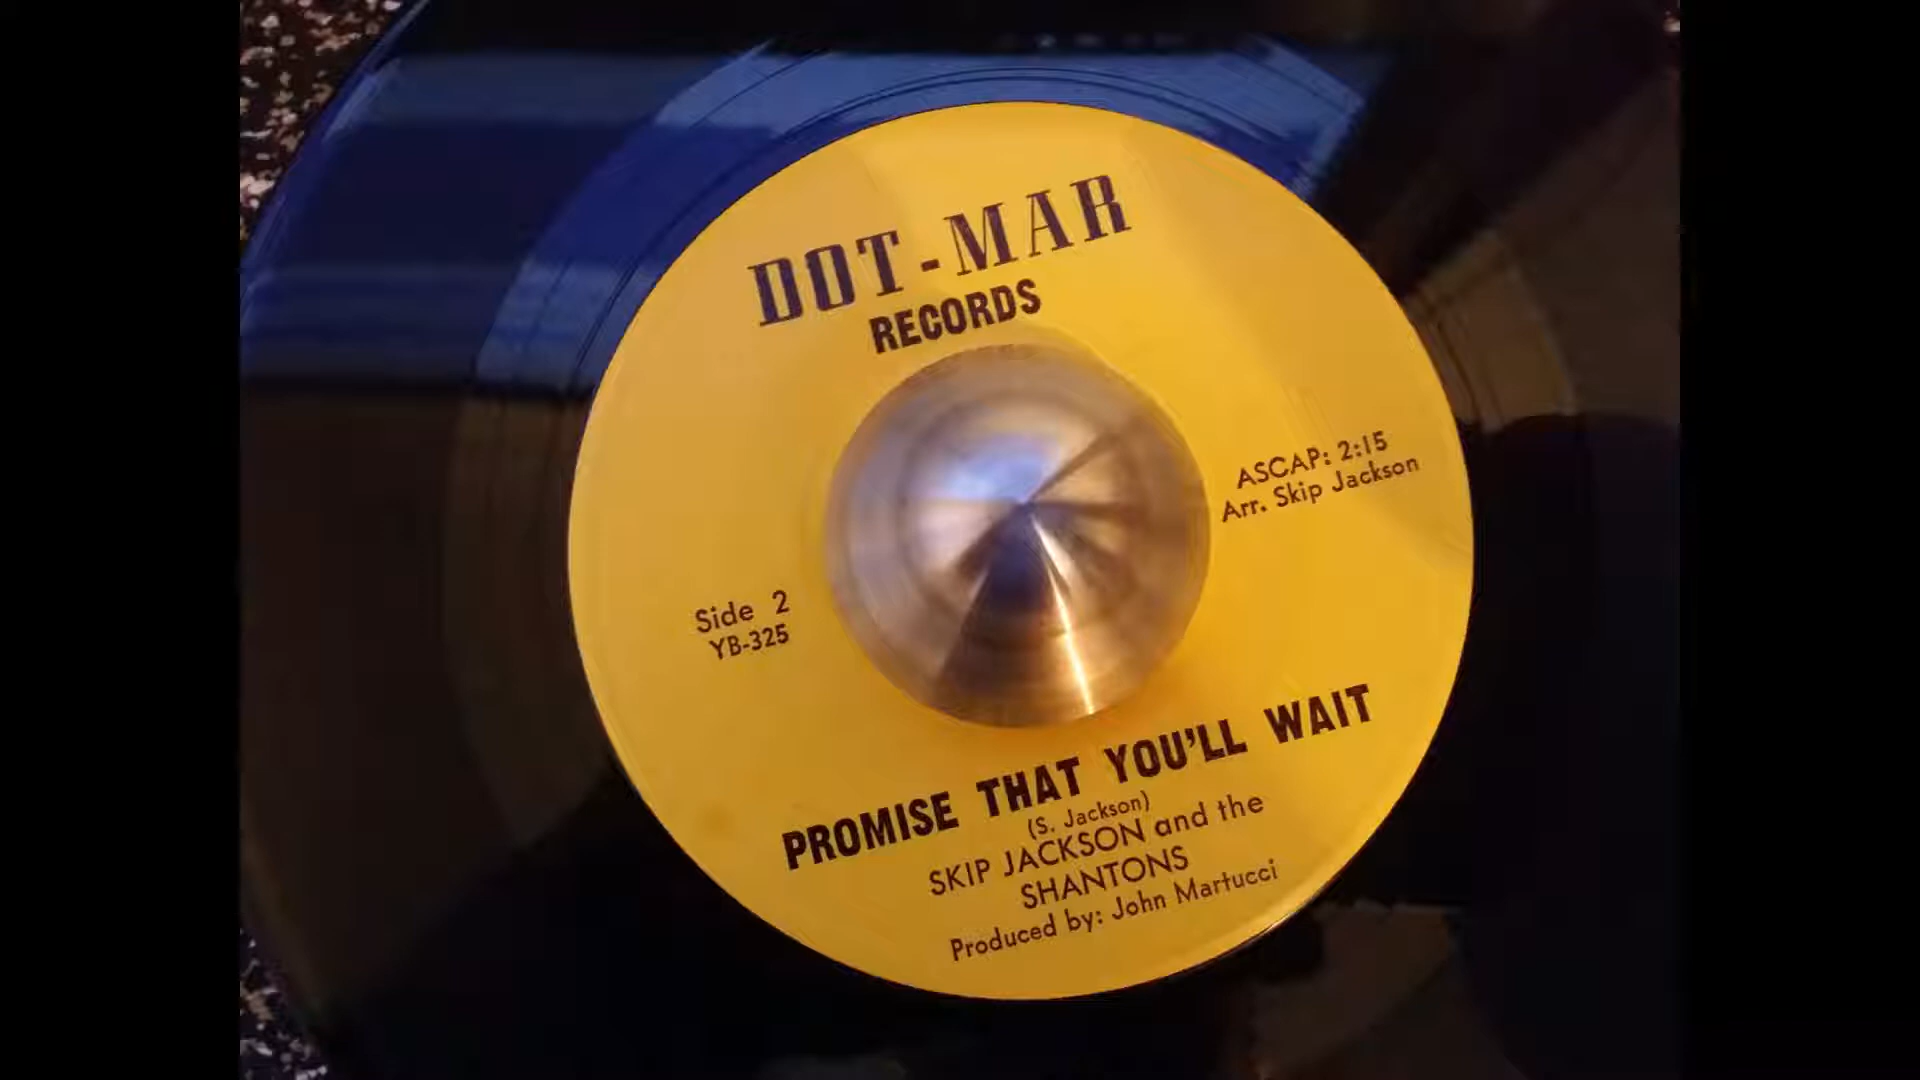 DOT-MAR
RECORDS
ASCAP: 2:15
Arr. Skip Jackson
Side 2
YB-325
PROMISE THAT YOU'LL WAIT
(S. Jackson)
SKIP JACKSON and the
SHANTONS
Produced by: John Martucci